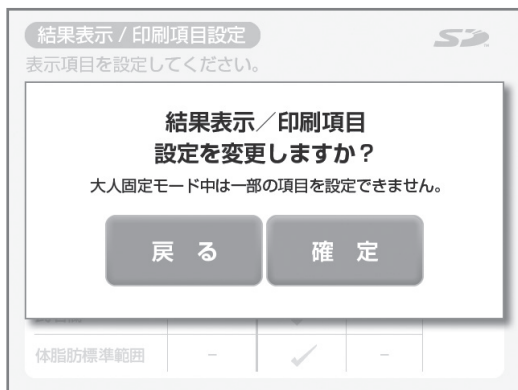 結果表示 / 印刷項目設定
SD
表示項目を設定してください。
結果表示／印刷項目
設定を変更しますか？
大人固定モード中は一部の項目を設定できません。
戻 る
確 定
体脂肪標準範囲 － ✓ －